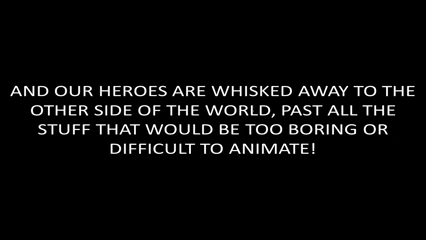 AND OUR HEROES ARE WHISKED AWAY TO THE
OTHER SIDE OF THE WORLD, PAST ALL THE
STUFF THAT WOULD BE TOO BORING OR
DIFFICULT TO ANIMATE!